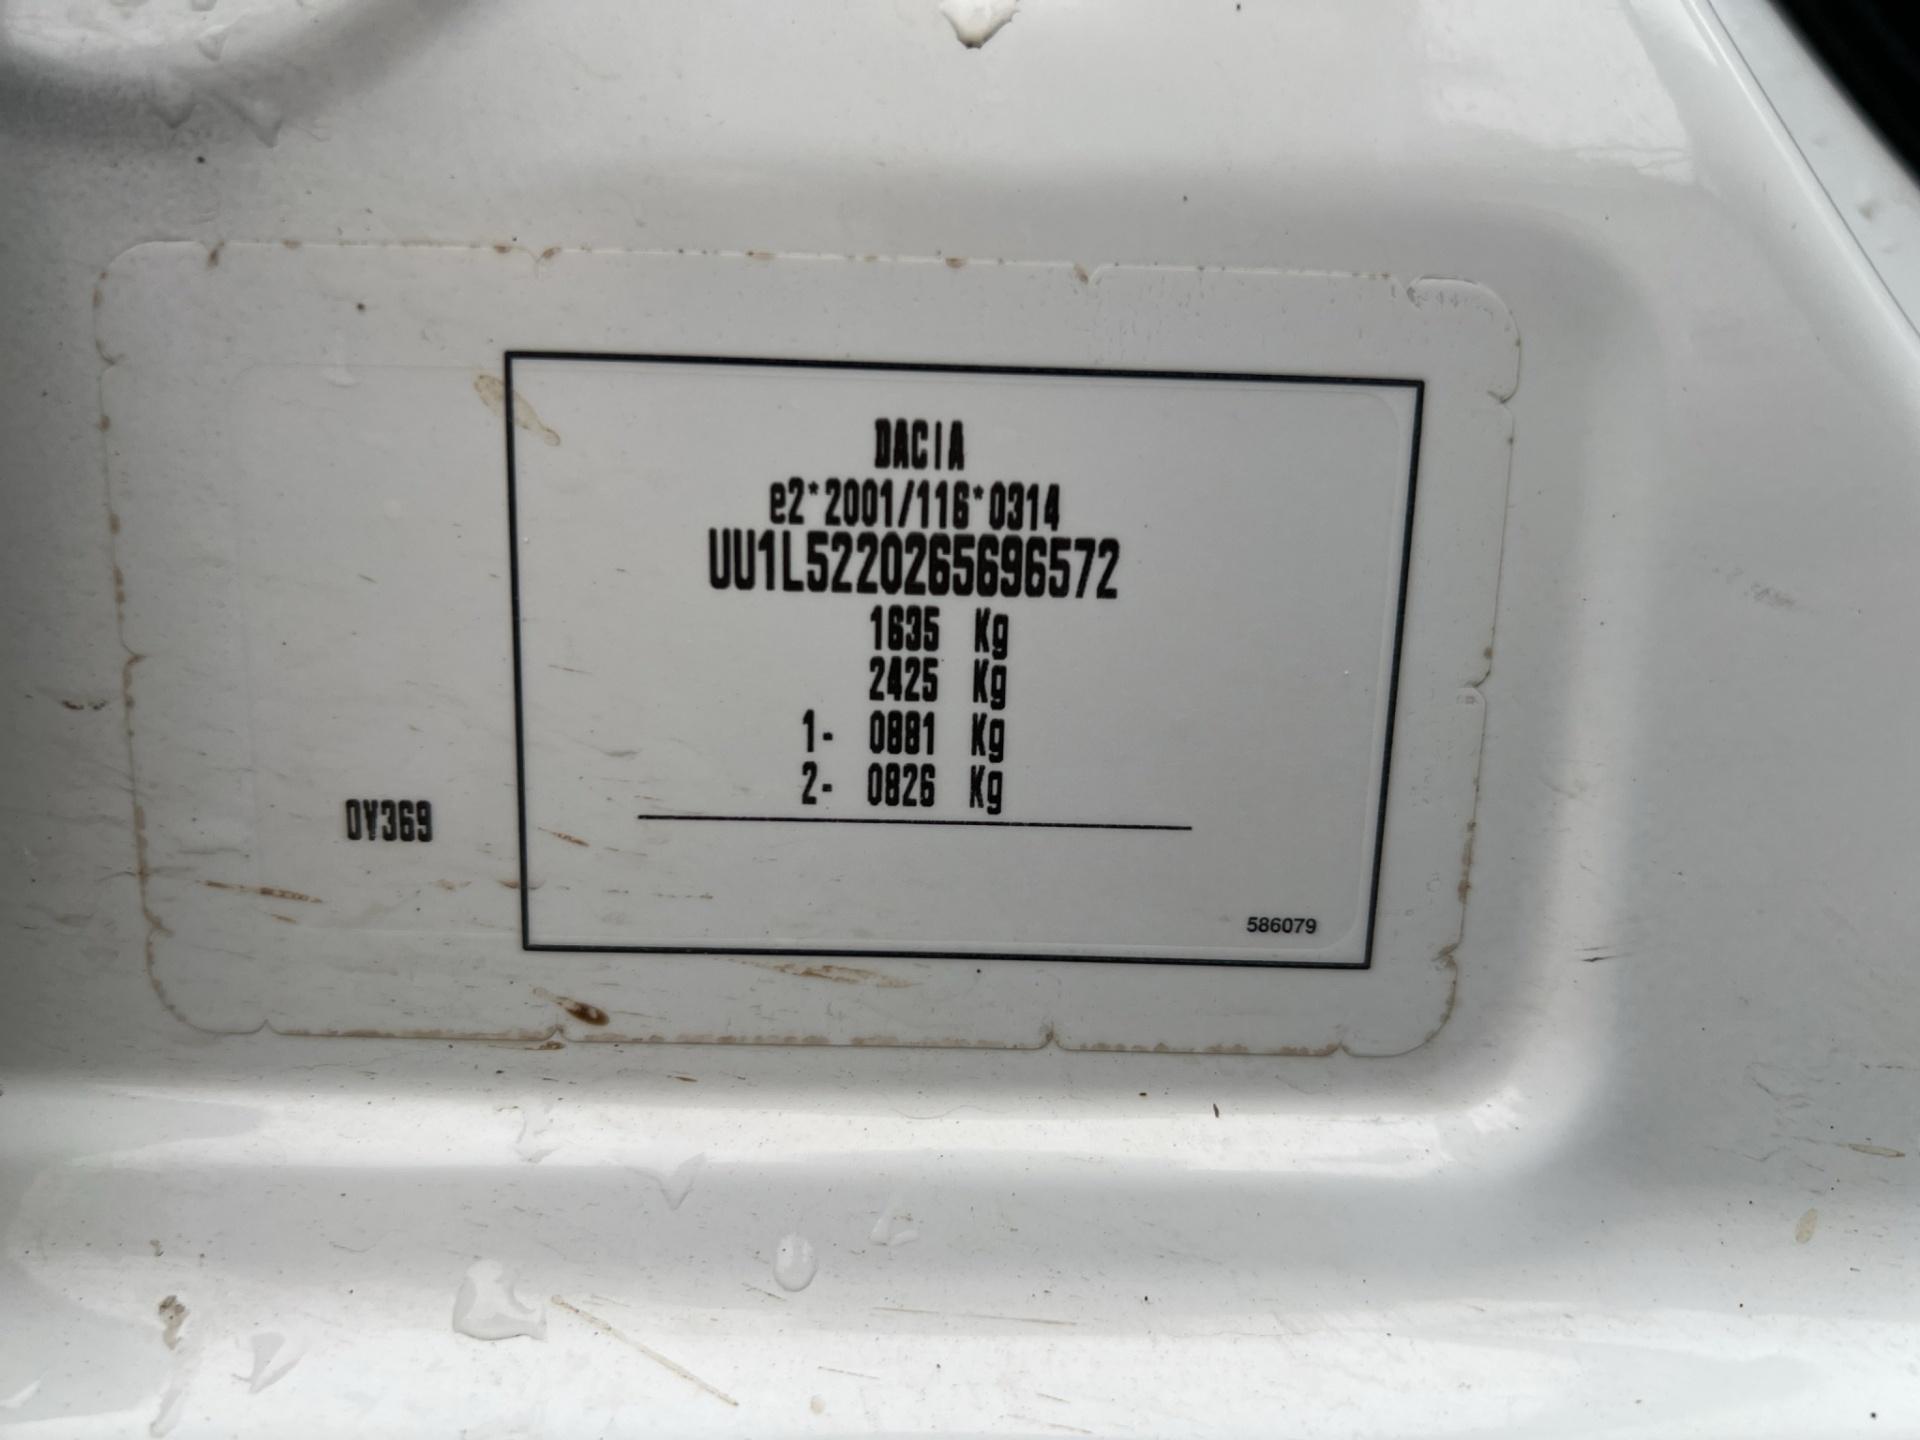 DACIA
e2*2001/116*0314
UU1L5220265696572
1635 Kg
2425 Kg
1- 0881 Kg
2- 0826 Kg
OV369
586079